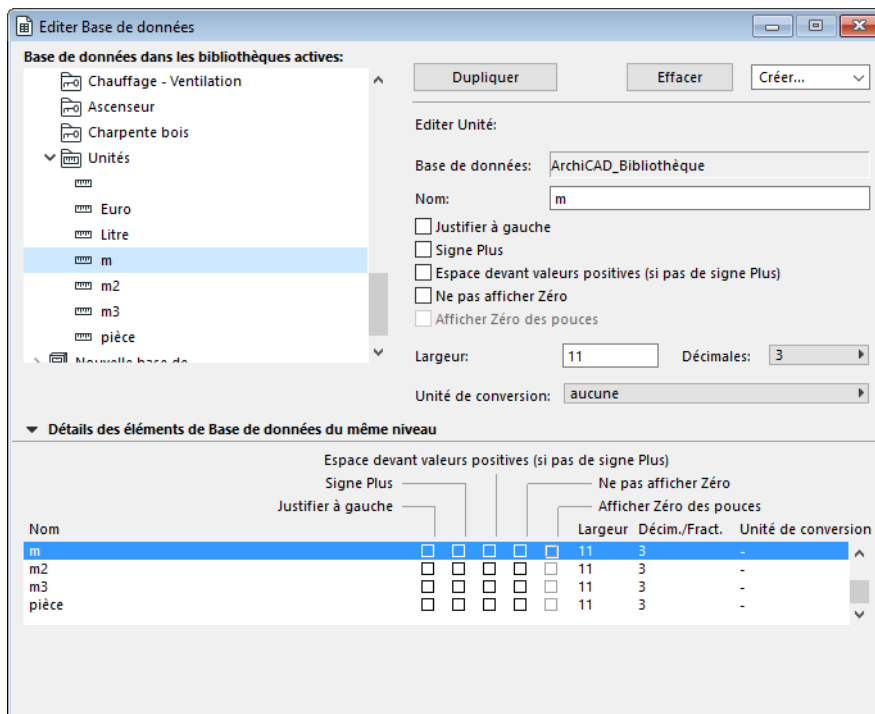 Editer Base de données
Base de données dans les bibliothèques actives:
Chauffage - Ventilation
Ascenseur
Charpente bois
Unités
Euro
Litre
m
m2
m3
pièce
Nouvelle base de
Dupliquer
Effacer
Créer...
Editer Unité:
Base de données: ArchiCAD_Bibliothèque
Nom: m
Justifier à gauche
Signe Plus
Espace devant valeurs positives (si pas de signe Plus)
Ne pas afficher Zéro
Afficher Zéro des pouces
Largeur: 11 Décimales: 3
Unité de conversion: aucune
Détails des éléments de Base de données du même niveau
Espace devant valeurs positives (si pas de signe Plus)
Signe Plus Ne pas afficher Zéro
Justifier à gauche Afficher Zéro des pouces
Nom Largeur Décim./Fract. Unité de conversion
m 11 3 -
m2 11 3 -
m3 11 3 -
pièce 11 3 -